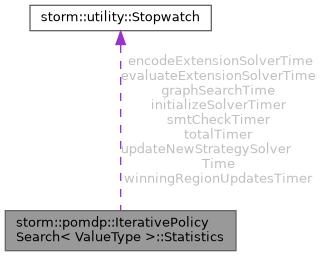 storm::utility::Stopwatch
encodeExtensionSolverTime
evaluateExtensionSolverTime
graphSearchTime
initializeSolverTimer
smtCheckTimer
totalTimer
updateNewStrategySolver
Time
winningRegionUpdatesTimer
storm::pomdp::IterativePolicy
Search< ValueType >::Statistics